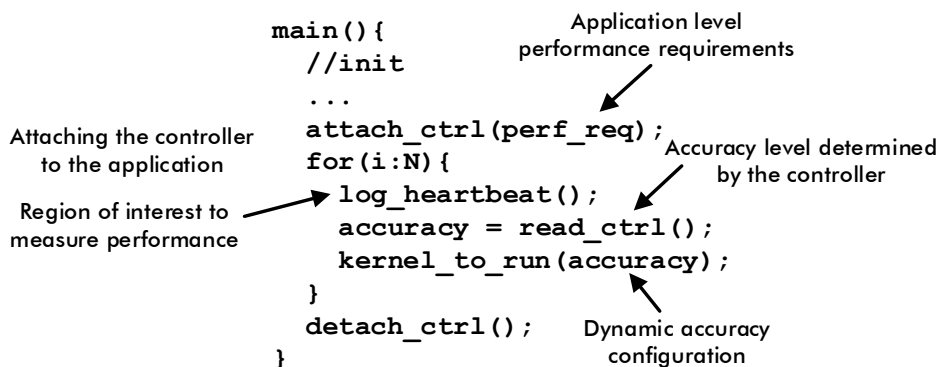 main(){
//init
...
attach_ctrl(perf_req);
for(i:N){
log_heartbeat();
accuracy = read_ctrl();
kernel_to_run(accuracy);
}
detach_ctrl();
}
Application level
performance requirements
Attaching the controller
to the application
Accuracy level determined
by the controller
Region of interest to
measure performance
Dynamic accuracy
configuration